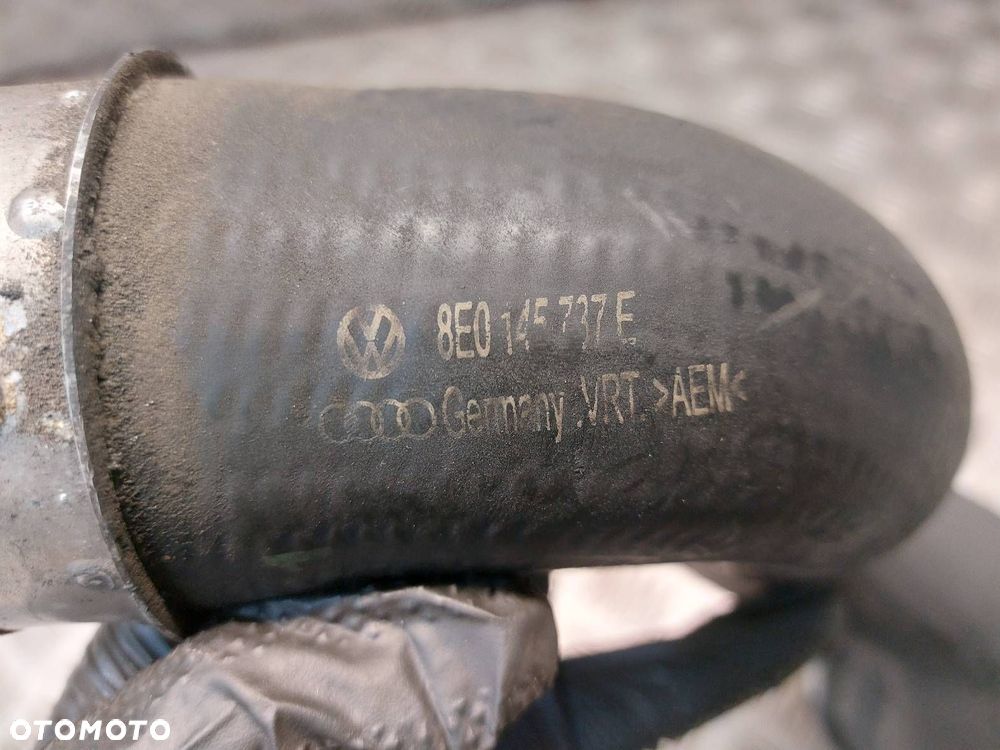 8E0 145 737 E
Germany .VRT. >AEM<
OTOMOTO